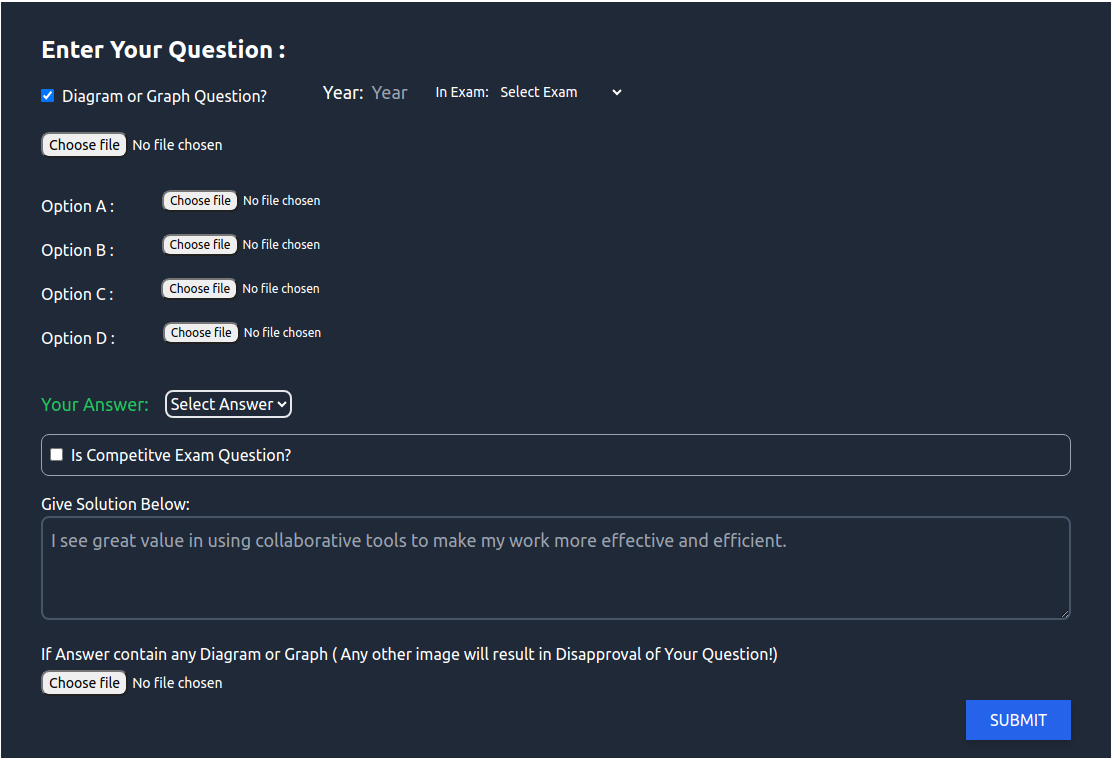 Enter Your Question :
Diagram or Graph Question? Year: Year In Exam: Select Exam
Choose file No file chosen
Option A : Choose file No file chosen
Option B : Choose file No file chosen
Option C : Choose file No file chosen
Option D : Choose file No file chosen
Your Answer: Select Answer
Is Competitve Exam Question?
Give Solution Below:
I see great value in using collaborative tools to make my work more effective and efficient.
If Answer contain any Diagram or Graph ( Any other image will result in Disapproval of Your Question!)
Choose file No file chosen
SUBMIT